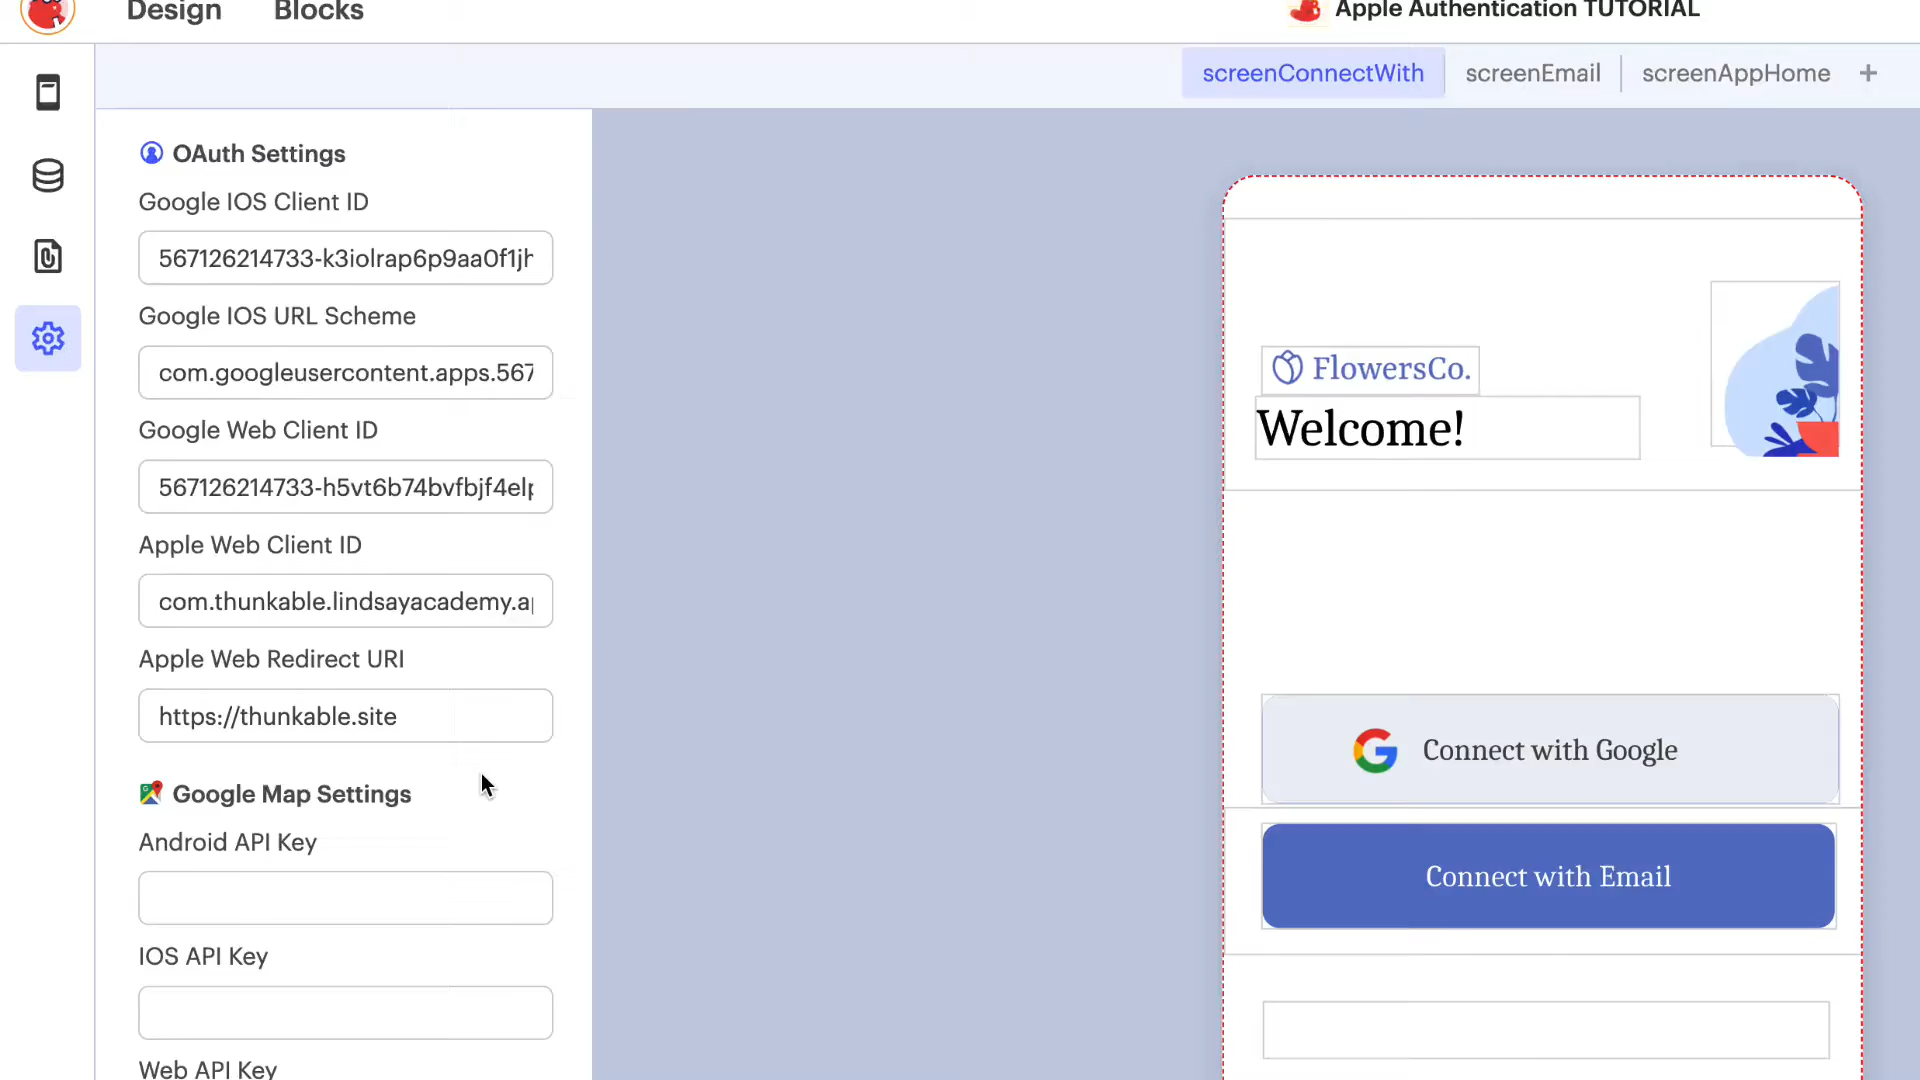 Design
Blocks
Apple Authentication TUTORIAL
screenConnectWith
screenEmail
screenAppHome
+
OAuth Settings
Google IOS Client ID
567126214733-k3iolrap6p9aa0f1jh
Google IOS URL Scheme
com.googleusercontent.apps.567
Google Web Client ID
567126214733-h5vt6b74bvfbjf4elp
Apple Web Client ID
com.thunkable.lindsayacademy.ap
Apple Web Redirect URI
https://thunkable.site
Google Map Settings
Android API Key
IOS API Key
Web API Key
FlowersCo.
Welcome!
Connect with Google
Connect with Email